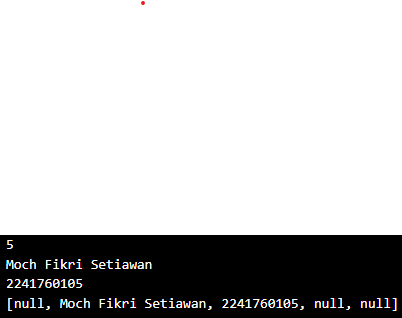 5
Moch Fikri Setiawan
2241760105
[null, Moch Fikri Setiawan, 2241760105, null, null]